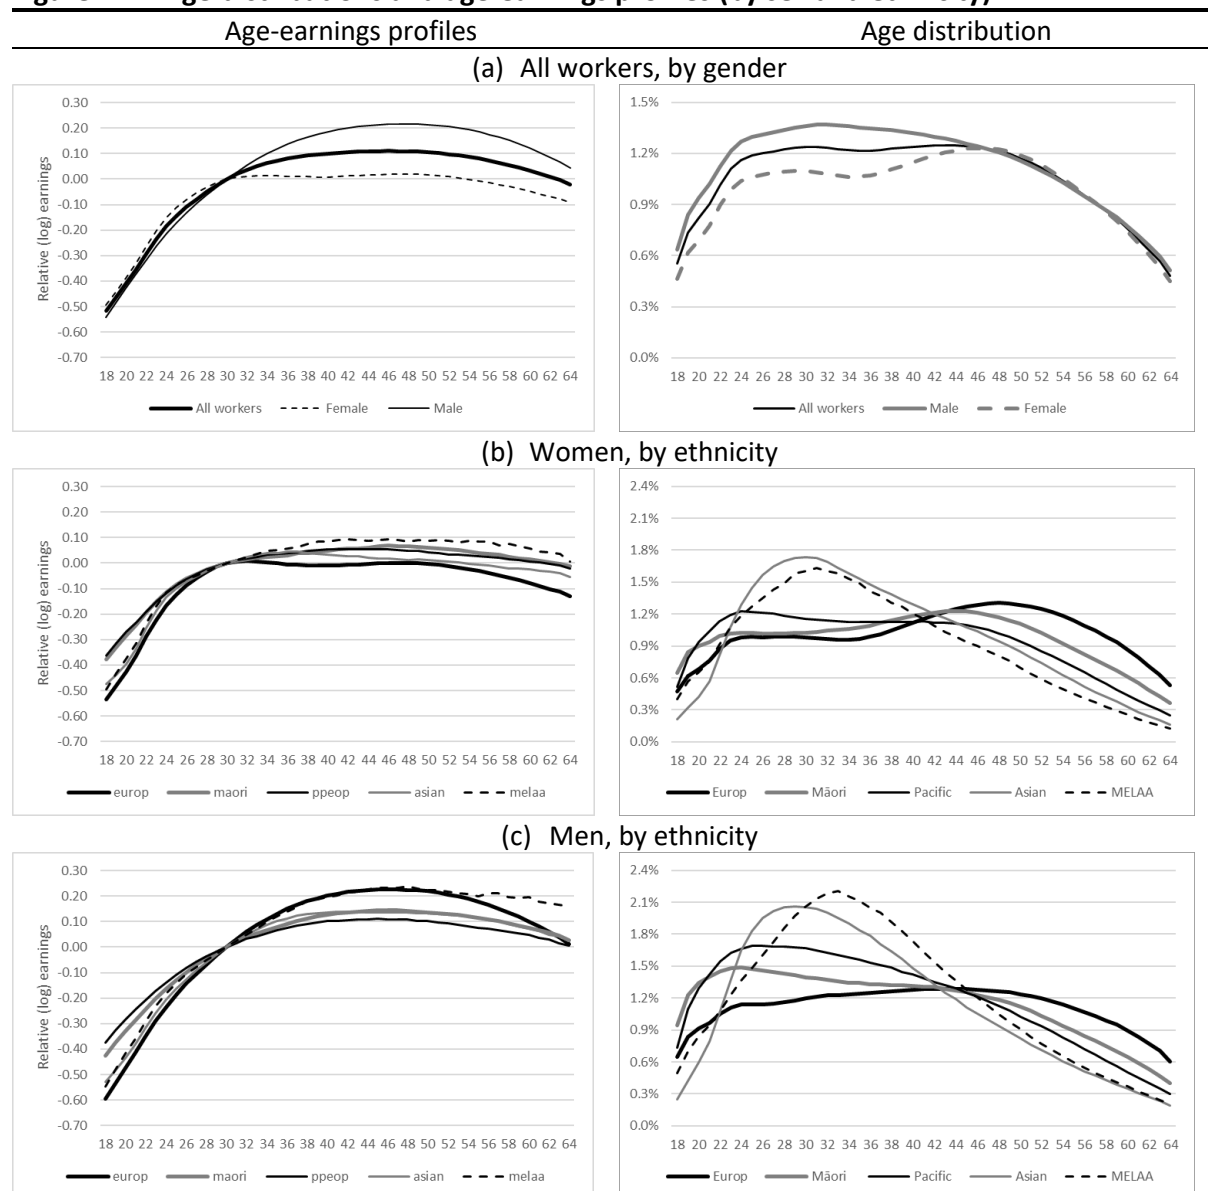 Age-earnings profiles
Age distribution
(a) All workers, by gender
Relative (log) earnings
0.30
0.20
0.10
0.00
-0.10
-0.20
-0.30
-0.40
-0.50
-0.60
-0.70
18 20 22 24 26 28 30 32 34 36 38 40 42 44 46 48 50 52 54 56 58 60 62 64
All workers Female Male
1.5%
1.2%
0.9%
0.6%
0.3%
0.0%
18 20 22 24 26 28 30 32 34 36 38 40 42 44 46 48 50 52 54 56 58 60 62 64
All workers Male Female
(b) Women, by ethnicity
Relative (log) earnings
0.30
0.20
0.10
0.00
-0.10
-0.20
-0.30
-0.40
-0.50
-0.60
-0.70
18 20 22 24 26 28 30 32 34 36 38 40 42 44 46 48 50 52 54 56 58 60 62 64
europ maori ppeop asian melaa
2.4%
2.1%
1.8%
1.5%
1.2%
0.9%
0.6%
0.3%
0.0%
18 20 22 24 26 28 30 32 34 36 38 40 42 44 46 48 50 52 54 56 58 60 62 64
Europ Māori Pacific Asian MELAA
(c) Men, by ethnicity
Relative (log) earnings
0.30
0.20
0.10
0.00
-0.10
-0.20
-0.30
-0.40
-0.50
-0.60
-0.70
18 20 22 24 26 28 30 32 34 36 38 40 42 44 46 48 50 52 54 56 58 60 62 64
europ maori ppeop asian melaa
2.4%
2.1%
1.8%
1.5%
1.2%
0.9%
0.6%
0.3%
0.0%
18 20 22 24 26 28 30 32 34 36 38 40 42 44 46 48 50 52 54 56 58 60 62 64
Europ Māori Pacific Asian MELAA